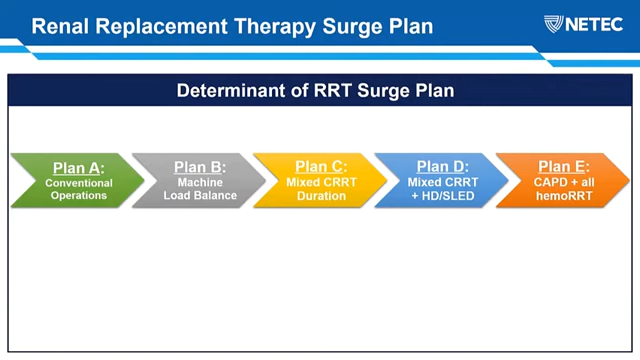 Renal Replacement Therapy Surge Plan
NETEC
Determinant of RRT Surge Plan
Plan A:
Conventional
Operations
Plan B:
Machine
Load Balance
Plan C:
Mixed CRRT
Duration
Plan D:
Mixed CRRT
+ HD/SLED
Plan E:
CAPD + all
hemoRRT